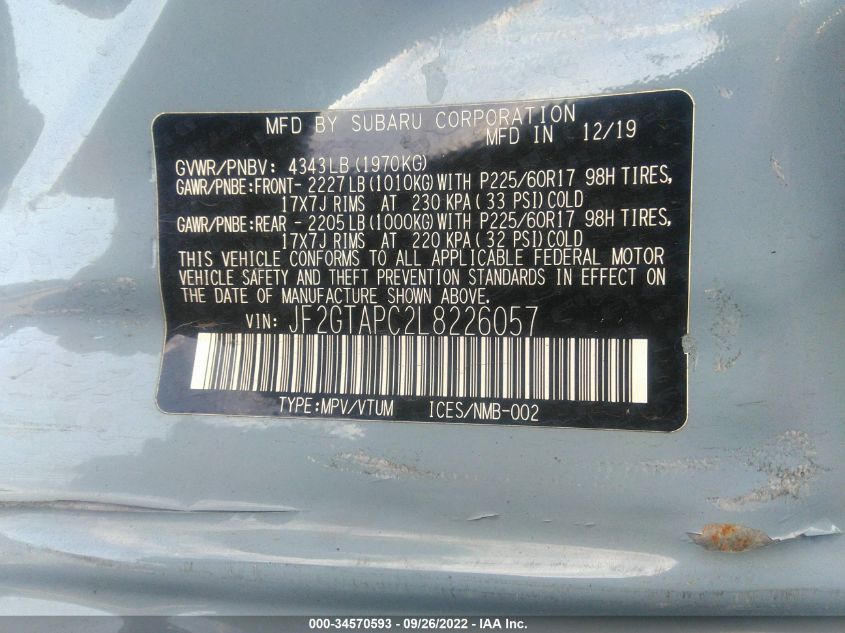 MFD BY SUBARU CORPORATION
MFD IN 12/19
GVWR/PNBV: 4343LB(1970KG)
GAWR/PNBE:FRONT- 2227LB(1010KG)WITH P225/60R17 98H TIRES,
17X7J RIMS AT 230 KPA( 33 PSI)COLD
GAWR/PNBE:REAR - 2205LB(1000KG)WITH P225/60R17 98H TIRES,
17X7J RIMS AT 220 KPA( 32 PSI)COLD
THIS VEHICLE CONFORMS TO ALL APPLICABLE FEDERAL MOTOR
VEHICLE SAFETY AND THEFT PREVENTION STANDARDS IN EFFECT ON
THE DATE OF MANUFACTURE SHOWN ABOVE.
VIN: JF2GTAPC2L8226057
TYPE:MPV/VTUM ICES/NMB-002
000-34570593 - 09/26/2022 - IAA Inc.